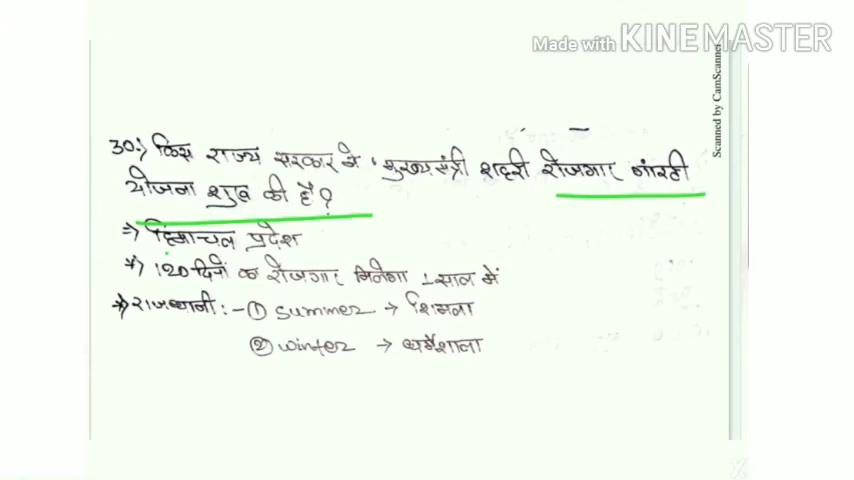 Made with KINEMASTER
Scanned by CamScanner
30:) किस राज्य सरकार ने 'मुख्यमंत्री शहरी रोजगार गांरटी
योजना शुरु की हैं?
⇒ हिमाचल प्रदेश
⇒ 120 दिनों का रोजगार मिलेगा 1 साल में
⇒ राजधानी :- ① summer → शिमला
② winter → धर्मशाला